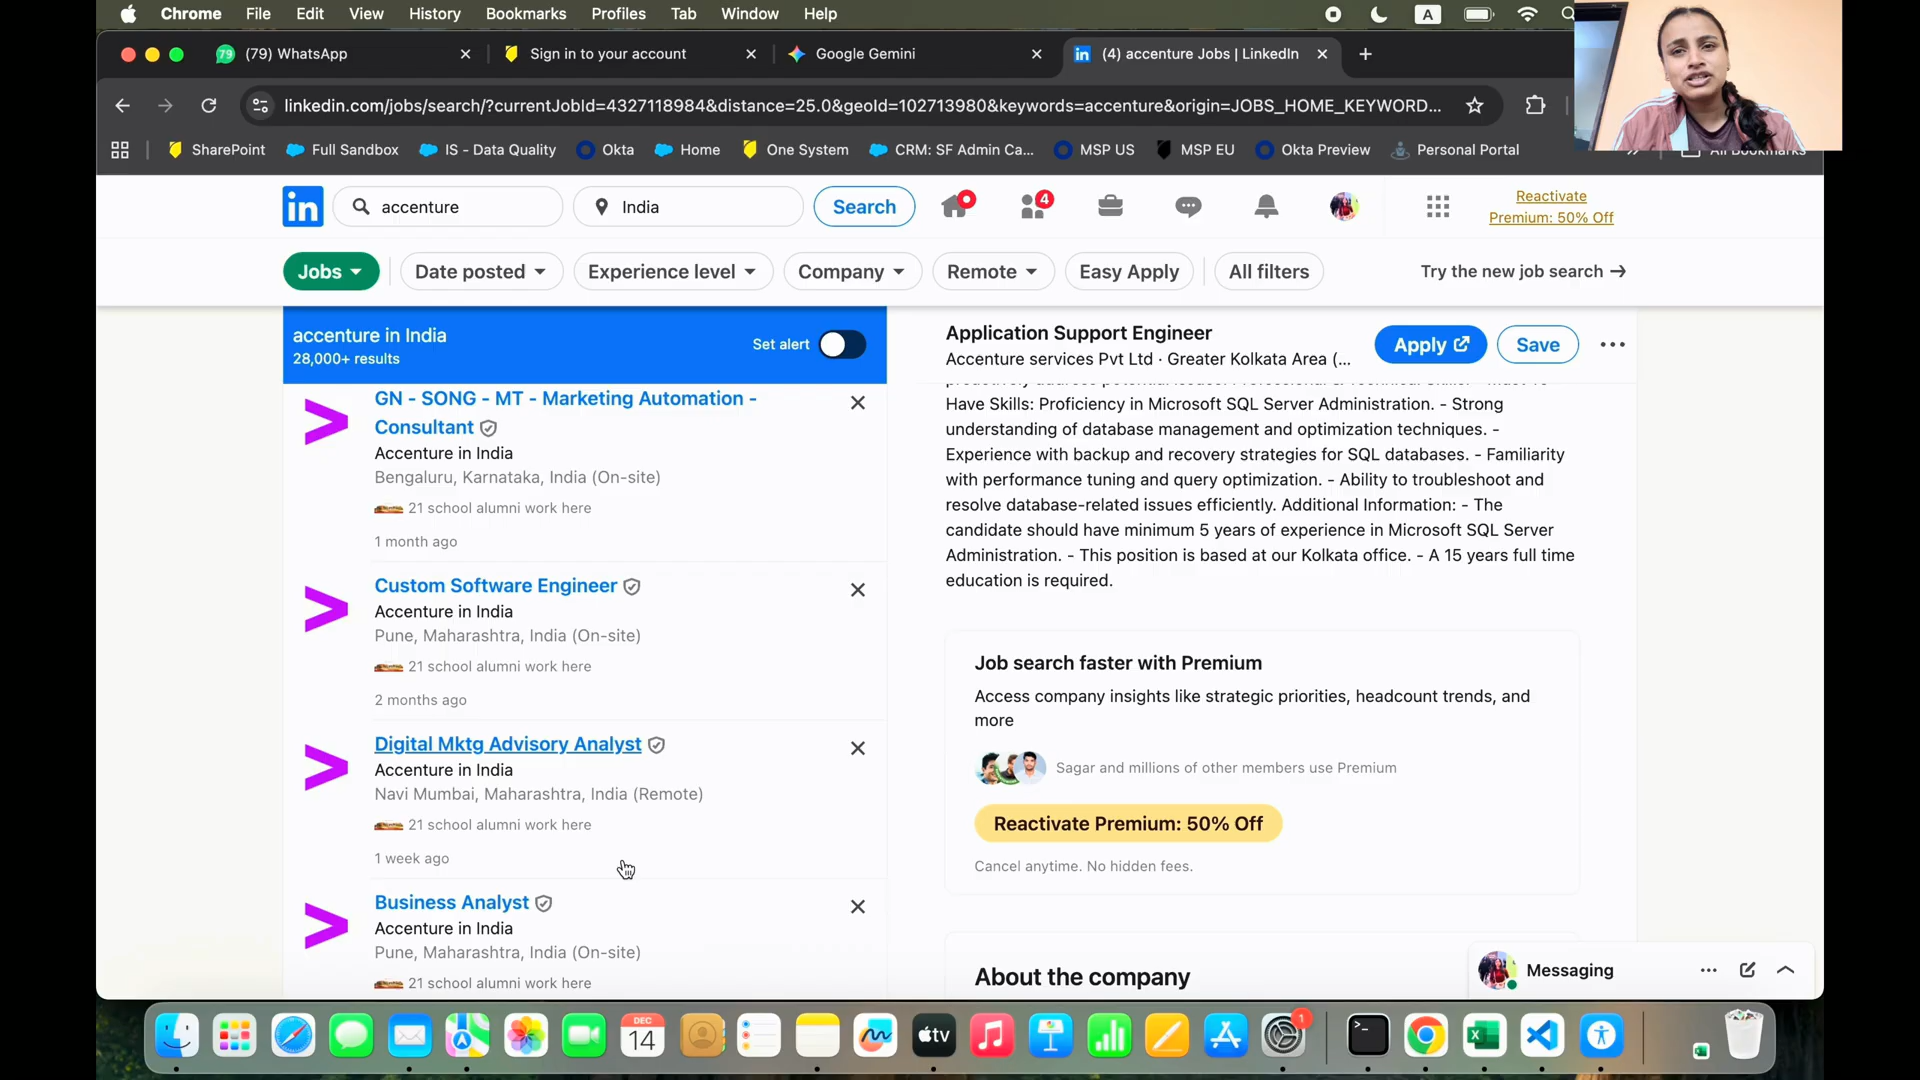 Chrome File Edit View History Bookmarks Profiles Tab Window Help
A
79 (79) WhatsApp
Sign in to your account
Google Gemini
in (4) accenture Jobs | LinkedIn
linkedin.com/jobs/search/?currentJobId=4327118984&distance=25.0&geoId=102713980&keywords=accenture&origin=JOBS_HOME_KEYWORD...
SharePoint Full Sandbox IS - Data Quality Okta Home One System CRM: SF Admin Ca... MSP US MSP EU Okta Preview Personal Portal
All Bookmarks
in accenture India Search 4
Reactivate
Premium: 50% Off
Jobs Date posted Experience level Company Remote Easy Apply All filters Try the new job search →
accenture in India
28,000+ results
Set alert
GN - SONG - MT - Marketing Automation -
Consultant
Accenture in India
Bengaluru, Karnataka, India (On-site)
21 school alumni work here
1 month ago
Custom Software Engineer
Accenture in India
Pune, Maharashtra, India (On-site)
21 school alumni work here
2 months ago
Digital Mktg Advisory Analyst
Accenture in India
Navi Mumbai, Maharashtra, India (Remote)
21 school alumni work here
1 week ago
Business Analyst
Accenture in India
Pune, Maharashtra, India (On-site)
21 school alumni work here
Application Support Engineer
Accenture services Pvt Ltd · Greater Kolkata Area (...
Apply Save
Have Skills: Proficiency in Microsoft SQL Server Administration. - Strong
understanding of database management and optimization techniques. -
Experience with backup and recovery strategies for SQL databases. - Familiarity
with performance tuning and query optimization. - Ability to troubleshoot and
resolve database-related issues efficiently. Additional Information: - The
candidate should have minimum 5 years of experience in Microsoft SQL Server
Administration. - This position is based at our Kolkata office. - A 15 years full time
education is required.
Job search faster with Premium
Access company insights like strategic priorities, headcount trends, and
more
Sagar and millions of other members use Premium
Reactivate Premium: 50% Off
Cancel anytime. No hidden fees.
About the company
Messaging
DEC
14
tv
1